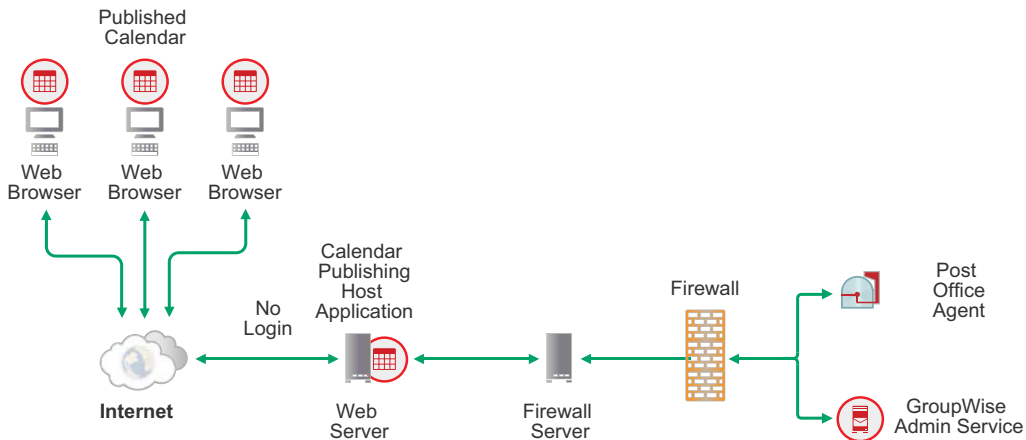 Published
Calendar
Web
Browser
Web
Browser
Web
Browser
Calendar
Publishing
Host
Application
No
Login
Firewall
Post
Office
Agent
Internet
Web
Server
Firewall
Server
GroupWise
Admin Service